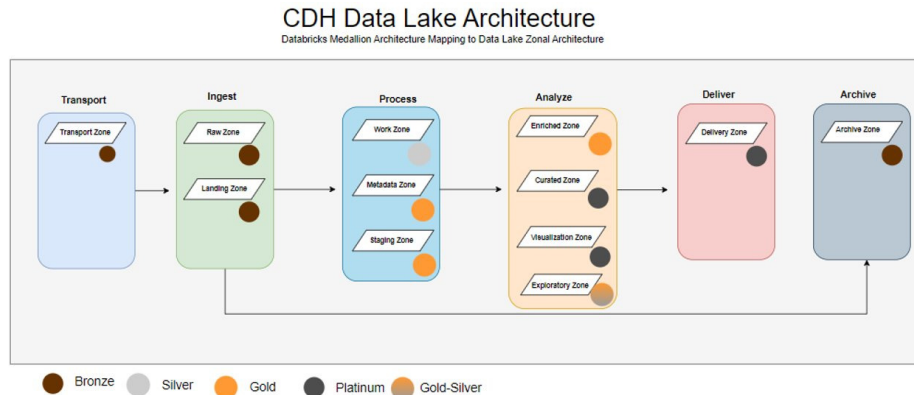 CDH Data Lake Architecture
Databricks Medallion Architecture Mapping to Data Lake Zonal Architecture
Transport
Ingest
Process
Analyze
Deliver
Archive
Transport Zone
Raw Zone
Landing Zone
Work Zone
Metadata Zone
Staging Zone
Enriched Zone
Curated Zone
Visualization Zone
Exploratory Zone
Delivery Zone
Archive Zone
Bronze
Silver
Gold
Platinum
Gold-Silver